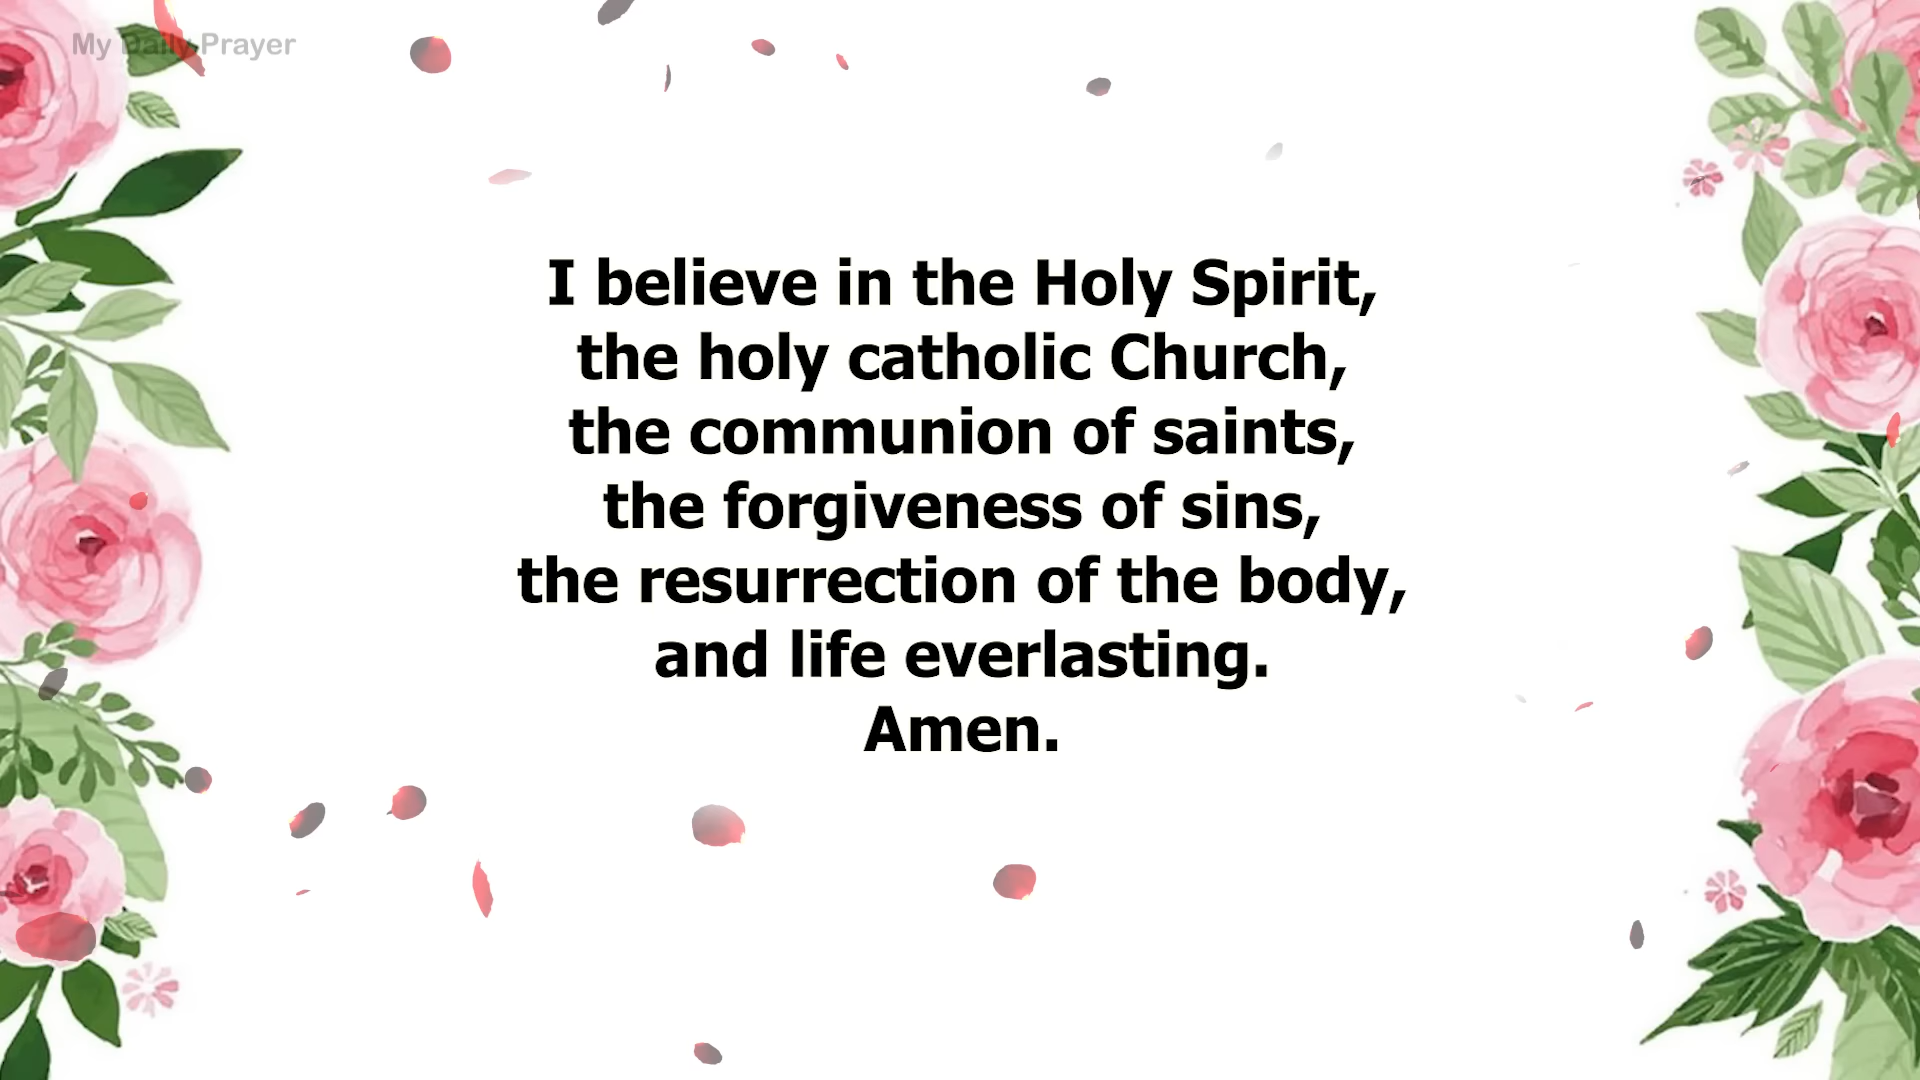 My Daily Prayer
I believe in the Holy Spirit,
the holy catholic Church,
the communion of saints,
the forgiveness of sins,
the resurrection of the body,
and life everlasting.
Amen.